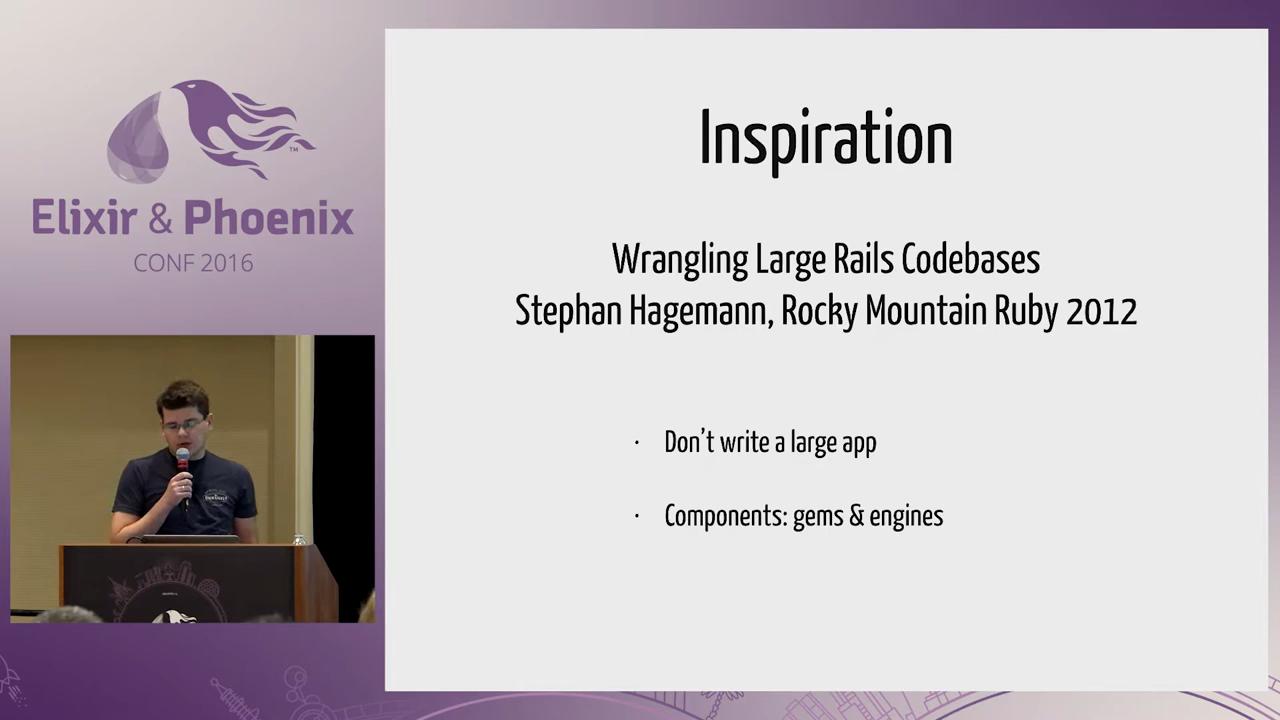 Elixir & Phoenix
TM
CONF 2016
Inspiration
Wrangling Large Rails Codebases
Stephan Hagemann, Rocky Mountain Ruby 2012
· Don’t write a large app
· Components: gems & engines